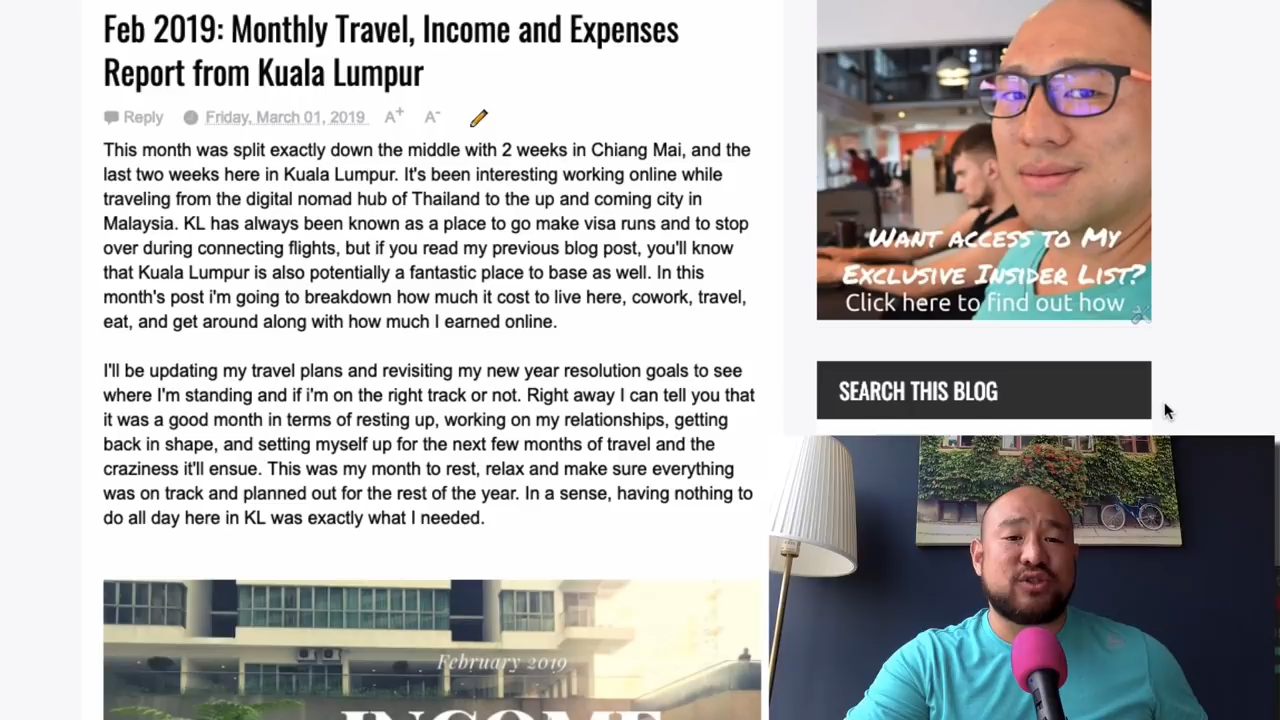 Feb 2019: Monthly Travel, Income and Expenses
Report from Kuala Lumpur
Reply Friday, March 01, 2019 A+ A-
This month was split exactly down the middle with 2 weeks in Chiang Mai, and the
last two weeks here in Kuala Lumpur. It's been interesting working online while
traveling from the digital nomad hub of Thailand to the up and coming city in
Malaysia. KL has always been known as a place to go make visa runs and to stop
over during connecting flights, but if you read my previous blog post, you'll know
that Kuala Lumpur is also potentially a fantastic place to base as well. In this
month's post i'm going to breakdown how much it cost to live here, cowork, travel,
eat, and get around along with how much I earned online.
I'll be updating my travel plans and revisiting my new year resolution goals to see
where I'm standing and if i'm on the right track or not. Right away I can tell you that
it was a good month in terms of resting up, working on my relationships, getting
back in shape, and setting myself up for the next few months of travel and the
craziness it'll ensue. This was my month to rest, relax and make sure everything
was on track and planned out for the rest of the year. In a sense, having nothing to
do all day here in KL was exactly what I needed.
February 2019
INCOME
Want access to My
Exclusive Insider List?
Click here to find out how
SEARCH THIS BLOG